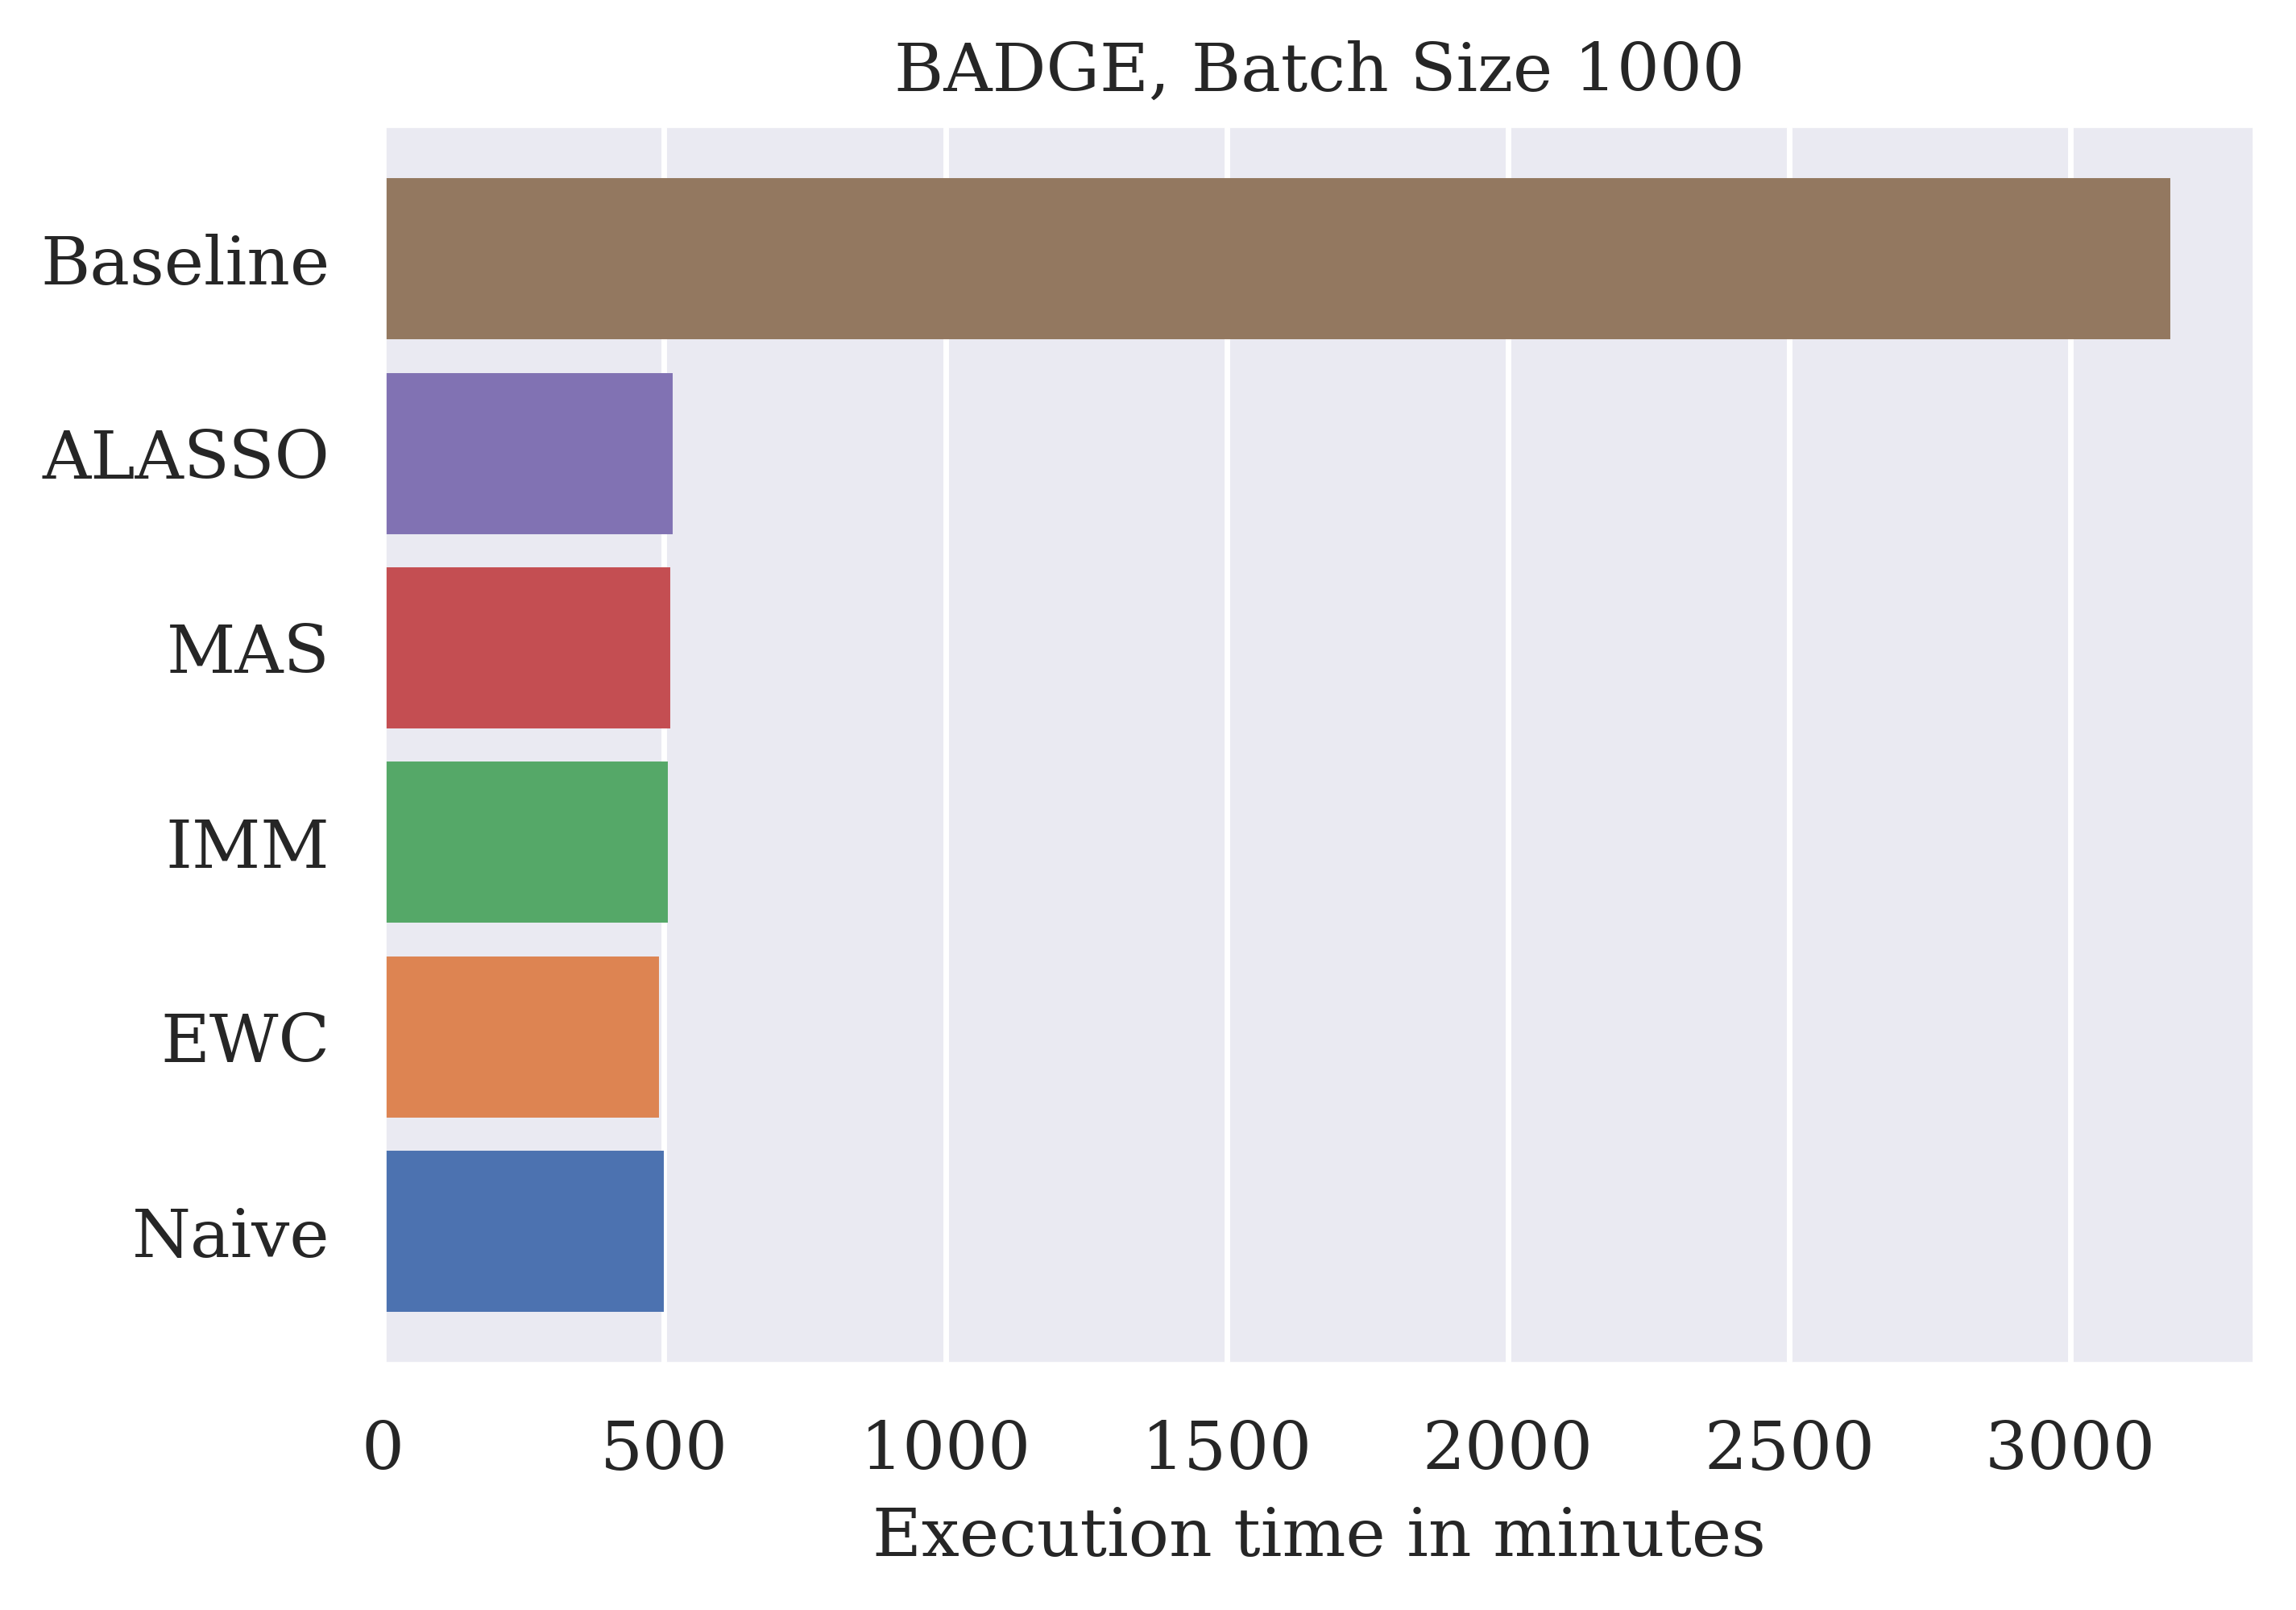 BADGE, Batch Size 1000
Baseline
ALASSO
MAS
IMM
EWC
Naive
0 500 1000 1500 2000 2500 3000
Execution time in minutes